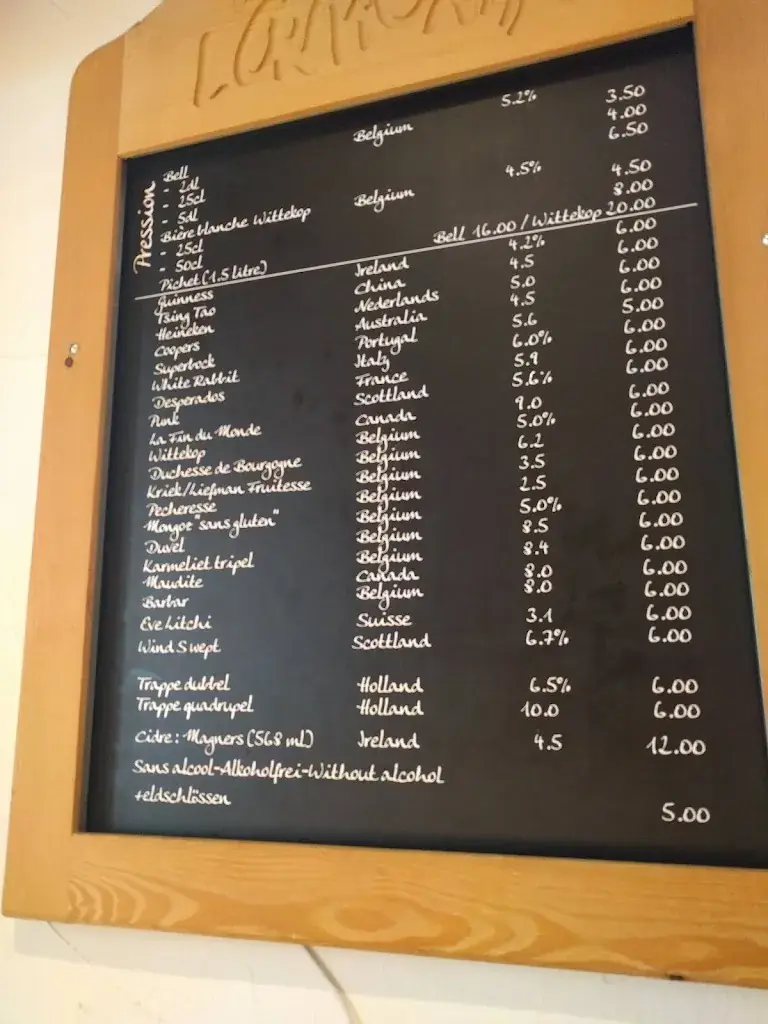 Pression
Bell Belgium 5.2%
- 2dl 3.50
- 25cl 4.00
- 5dl 6.50
Bière blanche Wittekop Belgium 4.5%
- 25cl 4.50
- 50cl 8.00
Pichet (1.5 litre) Bell 16.00 / Wittekop 20.00
Guinness Ireland 4.2% 6.00
Tsing Tao China 4.5 6.00
Heineken Nederlands 5.0 6.00
Coopers Australia 4.5 6.00
Superbock Portugal 5.6 5.00
White Rabbit Italy 6.0% 6.00
Desperados France 5.9 6.00
Punk Scottland 5.6% 6.00
La Fin du Monde Canada 9.0 6.00
Wittekop Belgium 5.0% 6.00
Duchesse de Bourgogne Belgium 6.2 6.00
Kriek/Liefman Fruitesse Belgium 3.5 6.00
Pecheresse Belgium 2.5 6.00
Mongoz "sans gluten" Belgium 5.0% 6.00
Duvel Belgium 8.5 6.00
Karmeliet tripel Belgium 8.4 6.00
Maudite Canada 8.0 6.00
Barbar Belgium 8.0 6.00
Eve Litchi Suisse 3.1 6.00
Wind Swept Scottland 6.7% 6.00
Trappe dubbel Holland 6.5% 6.00
Trappe quadrupel Holland 10.0 6.00
Cidre: Magners (568 ml) Ireland 4.5 12.00
Sans alcool-Alkoholfrei-Without alcohol
Feldschlössen 5.00